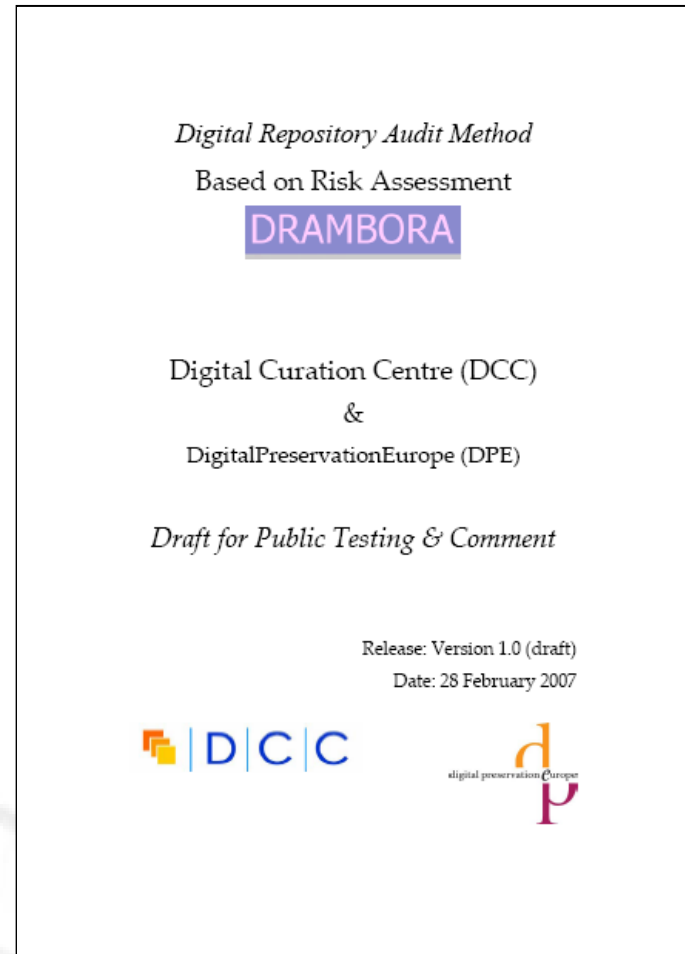 Digital Repository Audit Method
Based on Risk Assessment
DRAMBORA
Digital Curation Centre (DCC)
&
DigitalPreservationEurope (DPE)
Draft for Public Testing & Comment
Release: Version 1.0 (draft)
Date: 28 February 2007
D|C|C
d
digital preservation europe
p